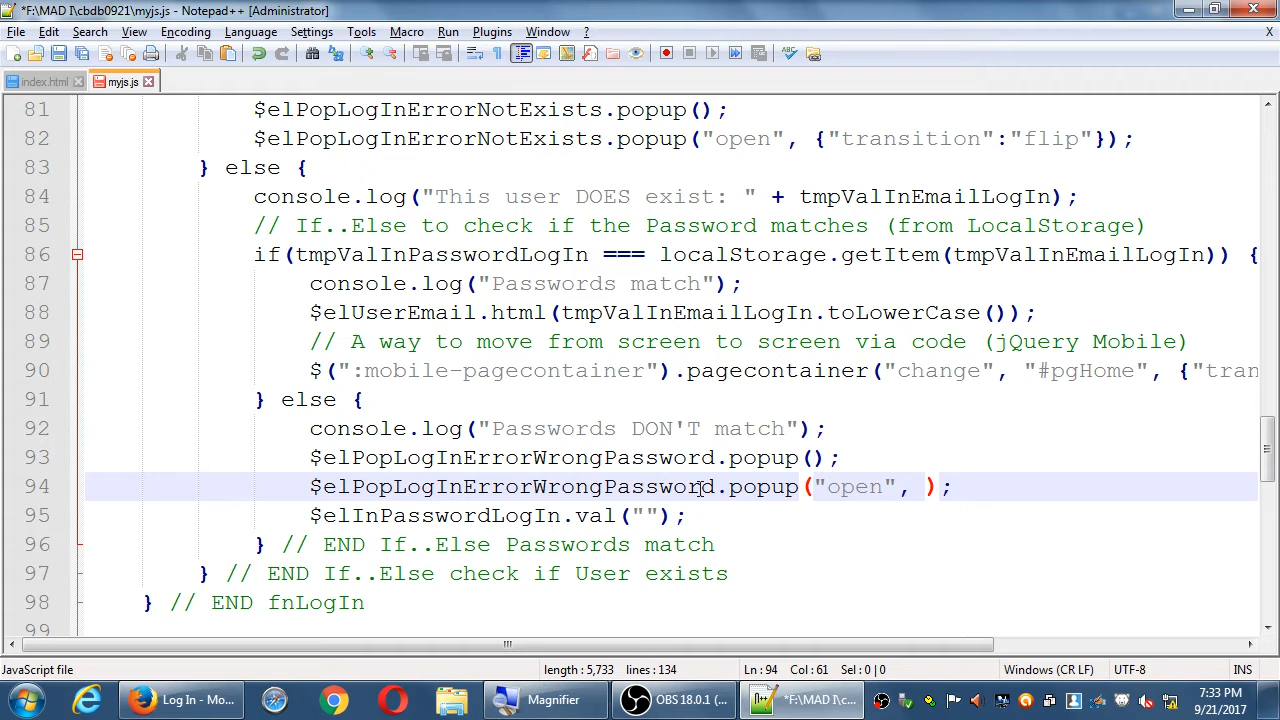 *F:\MAD I\cbdb0921\myjs.js - Notepad++ [Administrator]
File Edit Search View Encoding Language Settings Tools Macro Run Plugins Window ? X
index.html myjs.js
81 $elPopLogInErrorNotExists.popup();
82 $elPopLogInErrorNotExists.popup("open", {"transition":"flip"});
83 } else {
84 console.log("This user DOES exist: " + tmpValInEmailLogIn);
85 // If..Else to check if the Password matches (from LocalStorage)
86 if(tmpValInPasswordLogIn === localStorage.getItem(tmpValInEmailLogIn)) {
87 console.log("Passwords match");
88 $elUserEmail.html(tmpValInEmailLogIn.toLowerCase());
89 // A way to move from screen to screen via code (jQuery Mobile)
90 $(":mobile-pagecontainer").pagecontainer("change", "#pgHome", {"tran
91 } else {
92 console.log("Passwords DON'T match");
93 $elPopLogInErrorWrongPassword.popup();
94 $elPopLogInErrorWrongPassword.popup("open", );
95 $elInPasswordLogIn.val("");
96 } // END If..Else Passwords match
97 } // END If..Else check if User exists
98 } // END fnLogIn
99
JavaScript file length : 5,733 lines : 134 Ln : 94 Col : 61 Sel : 0 | 0 Windows (CR LF) UTF-8 INS
Log In - Mo... Magnifier OBS 18.0.1 (... *F:\MAD I\c... 7:33 PM
9/21/2017